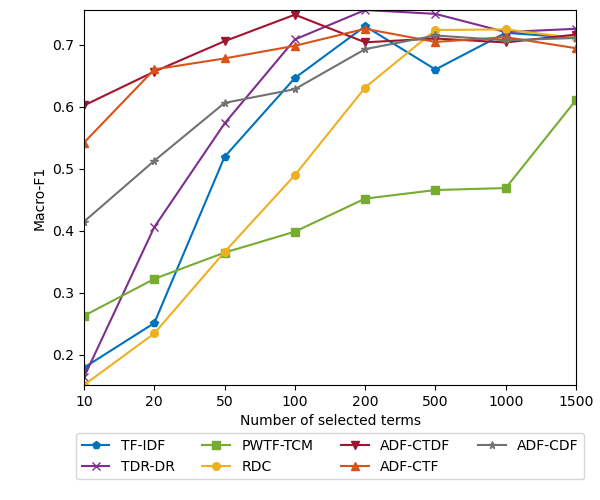 Macro-F1
0.7
0.6
0.5
0.4
0.3
0.2
10 20 50 100 200 500 1000 1500
Number of selected terms
TF-IDF PWTF-TCM ADF-CTDF ADF-CDF
TDR-DR RDC ADF-CTF